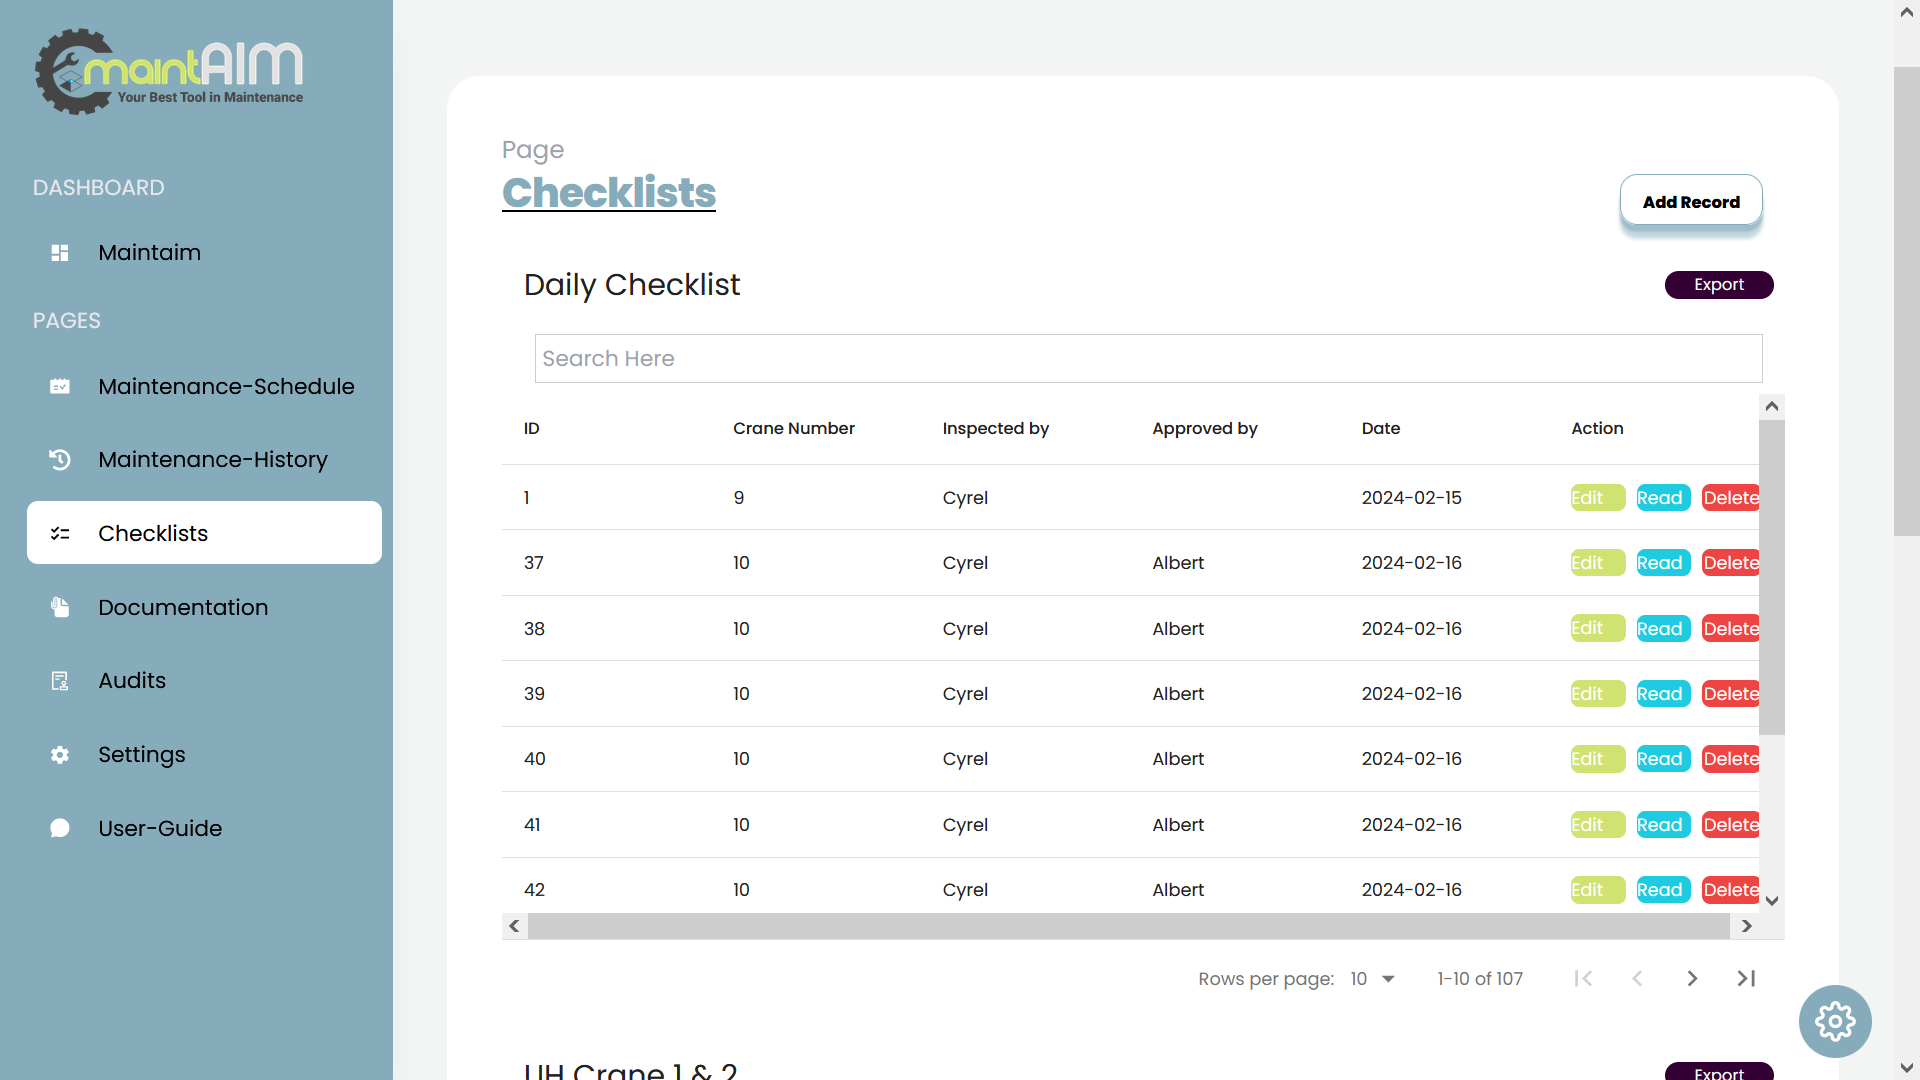 maintAIM
Your Best Tool in Maintenance
DASHBOARD
Maintaim
PAGES
Maintenance-Schedule
Maintenance-History
Checklists
Documentation
Audits
Settings
User-Guide
Page
Checklists
Add Record
Daily Checklist
Export
Search Here
ID Crane Number Inspected by Approved by Date Action
1 9 Cyrel 2024-02-15 Edit Read Delete
37 10 Cyrel Albert 2024-02-16 Edit Read Delete
38 10 Cyrel Albert 2024-02-16 Edit Read Delete
39 10 Cyrel Albert 2024-02-16 Edit Read Delete
40 10 Cyrel Albert 2024-02-16 Edit Read Delete
41 10 Cyrel Albert 2024-02-16 Edit Read Delete
42 10 Cyrel Albert 2024-02-16 Edit Read Delete
Rows per page: 10 1-10 of 107
UH Crane 1 & 2
Export